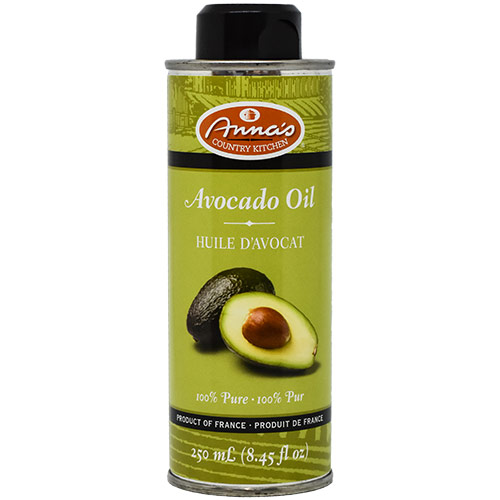 Anna's
COUNTRY KITCHEN
Avocado Oil
HUILE D'AVOCAT
100% Pure · 100% Pur
PRODUCT OF FRANCE · PRODUIT DE FRANCE
250 mL (8.45 fl oz)